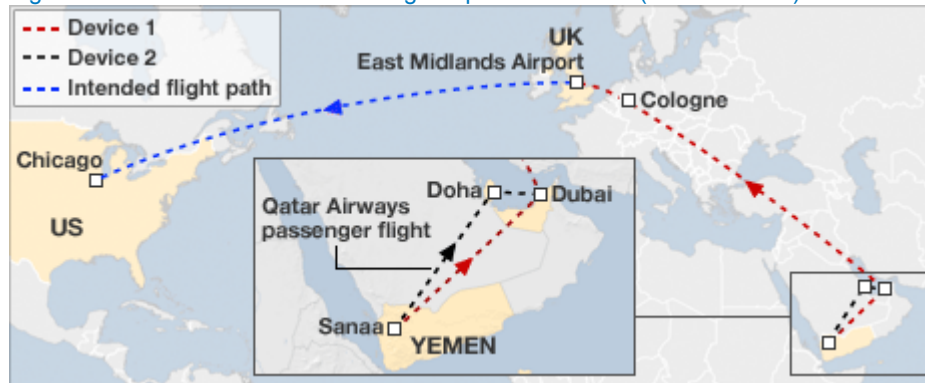 Device 1
Device 2
Intended flight path
UK
East Midlands Airport
Cologne
Chicago
US
Doha
Dubai
Qatar Airways
passenger flight
Sanaa
YEMEN